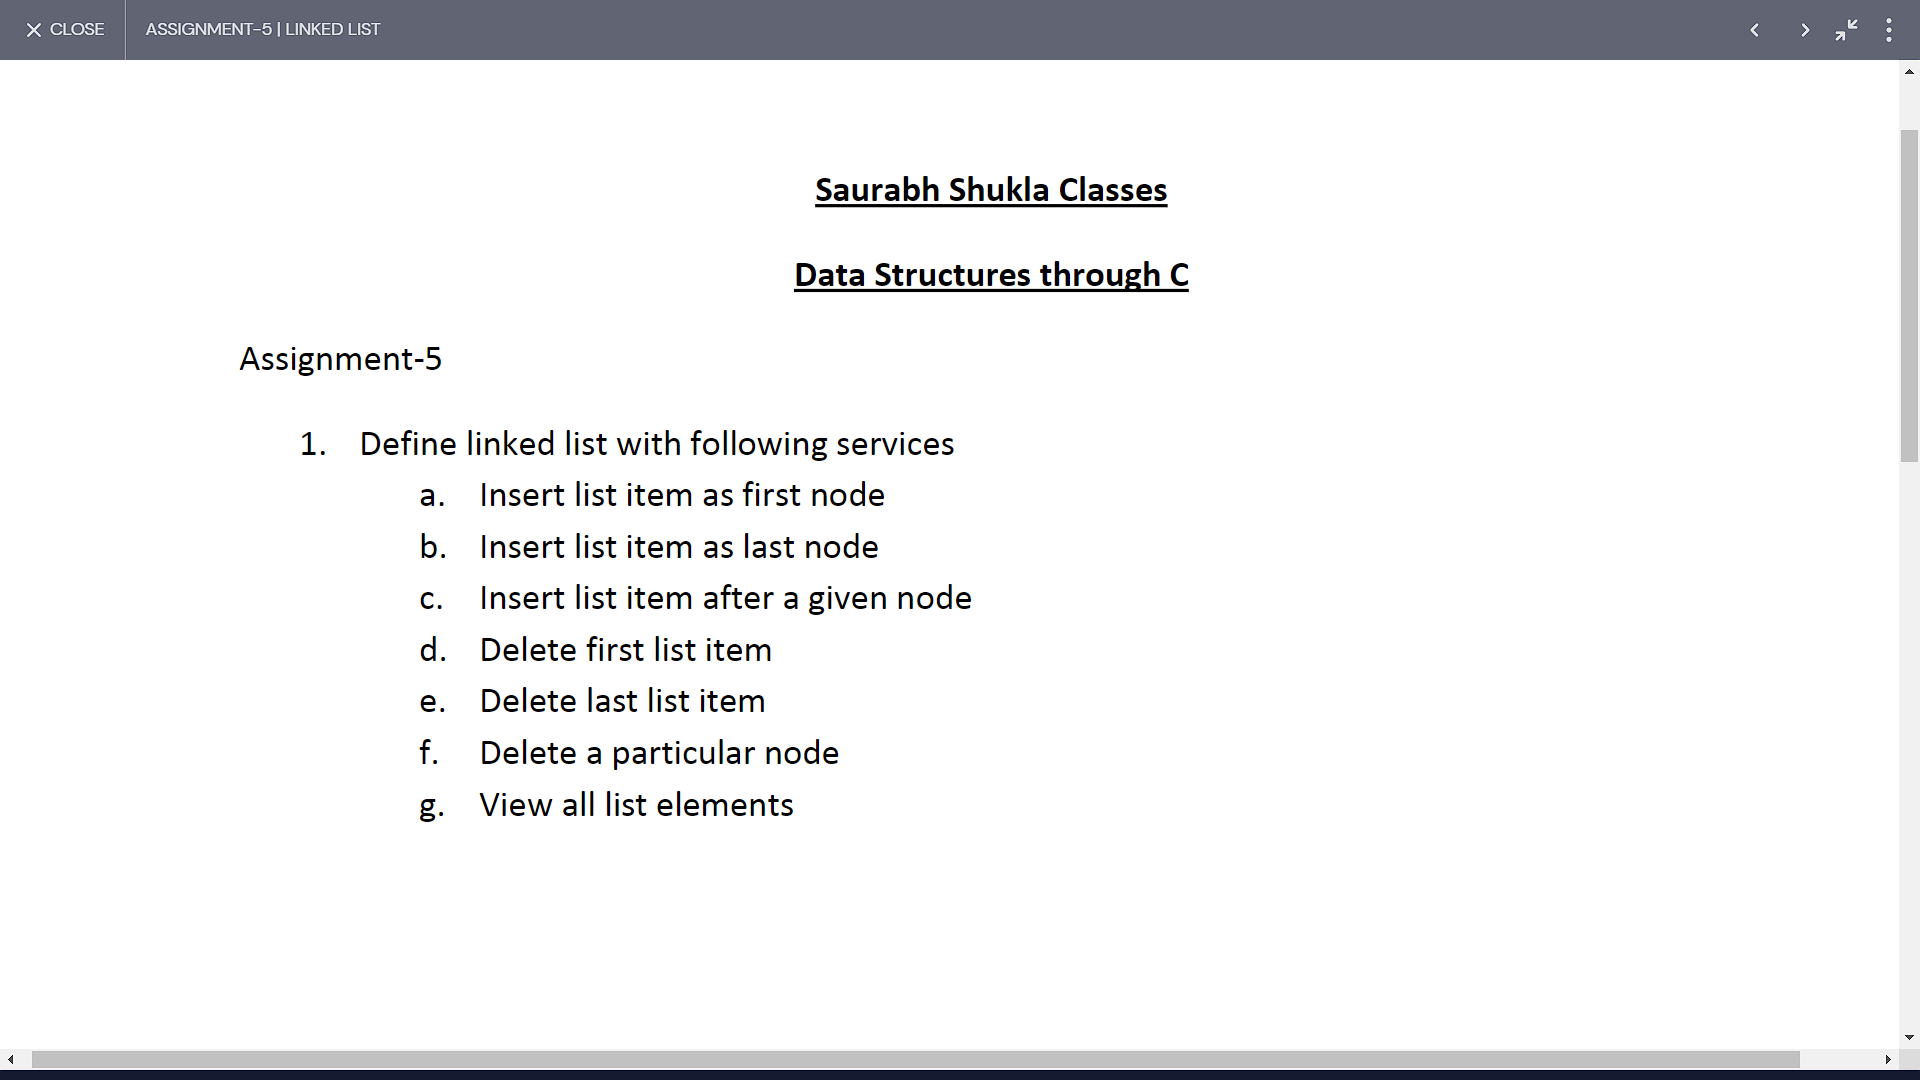 CLOSE
ASSIGNMENT-5 | LINKED LIST
Saurabh Shukla Classes
Data Structures through C
Assignment-5
1. Define linked list with following services
a. Insert list item as first node
b. Insert list item as last node
c. Insert list item after a given node
d. Delete first list item
e. Delete last list item
f. Delete a particular node
g. View all list elements